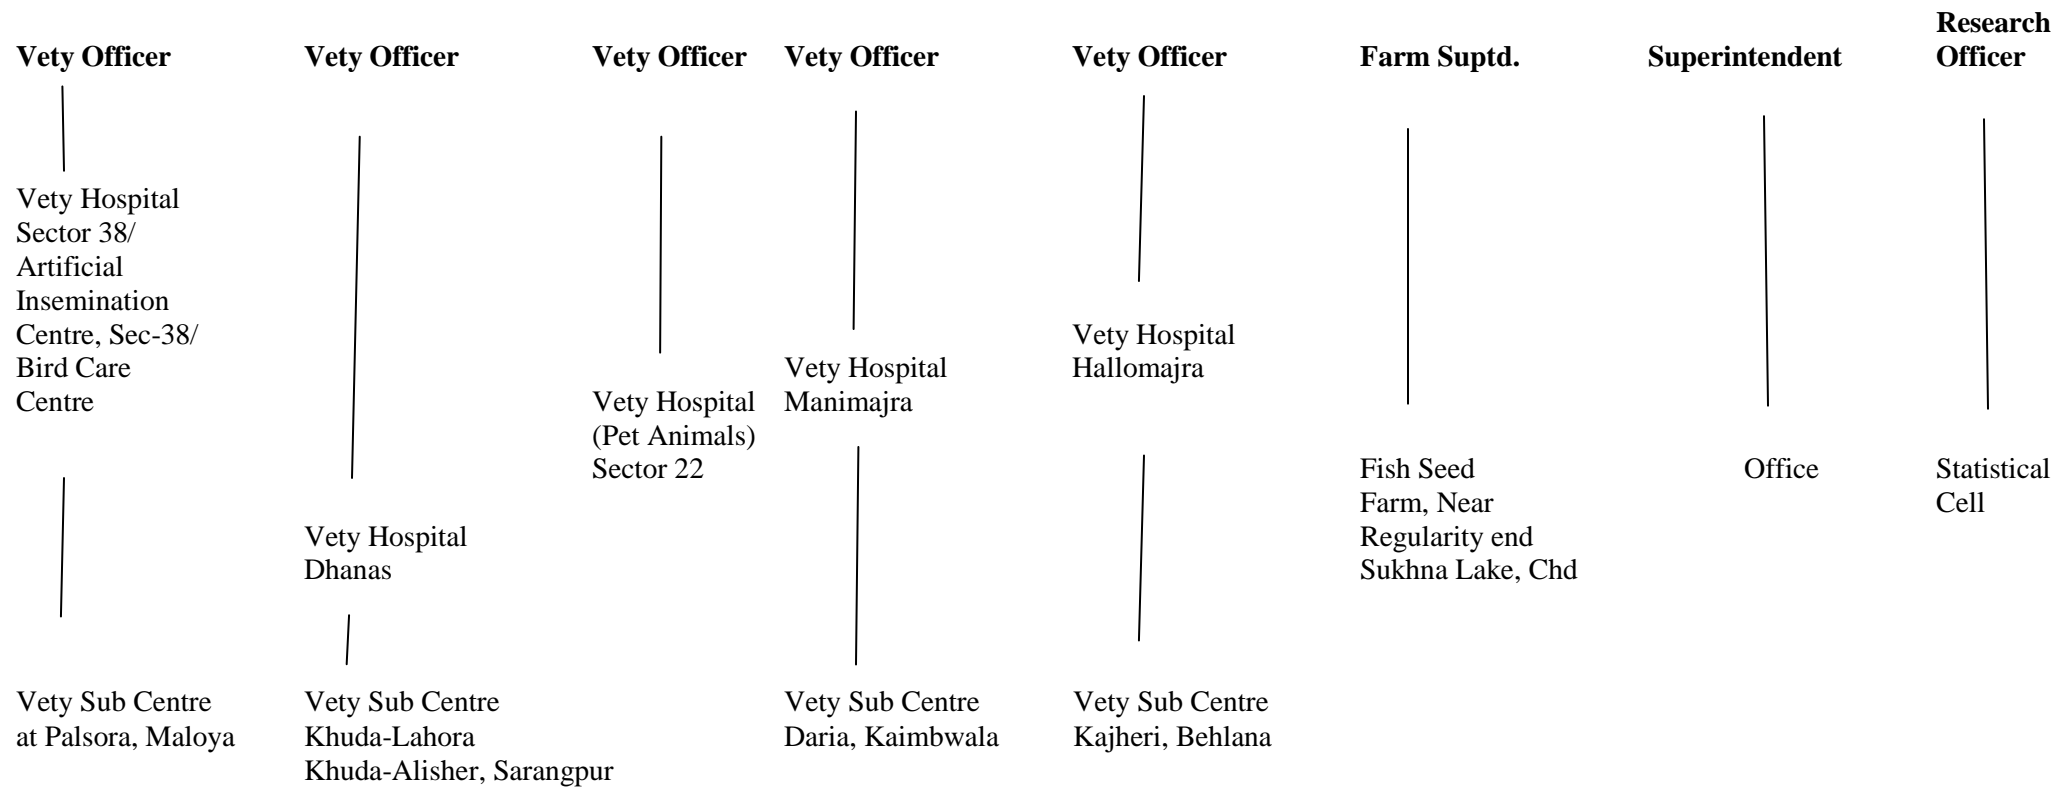 Vety Officer
Vety Hospital
Sector 38/
Artificial
Insemination
Centre, Sec-38/
Bird Care
Centre
Vety Sub Centre
at Palsora, Maloya
Vety Officer
Vety Hospital
Dhanas
Vety Sub Centre
Khuda-Lahora
Khuda-Alisher, Sarangpur
Vety Officer
Vety Hospital
(Pet Animals)
Sector 22
Vety Officer
Vety Hospital
Manimajra
Vety Sub Centre
Daria, Kaimbwala
Vety Officer
Vety Hospital
Hallomajra
Vety Sub Centre
Kajheri, Behlana
Farm Suptd.
Fish Seed
Farm, Near
Regularity end
Sukhna Lake, Chd
Superintendent
Office
Research
Officer
Statistical
Cell